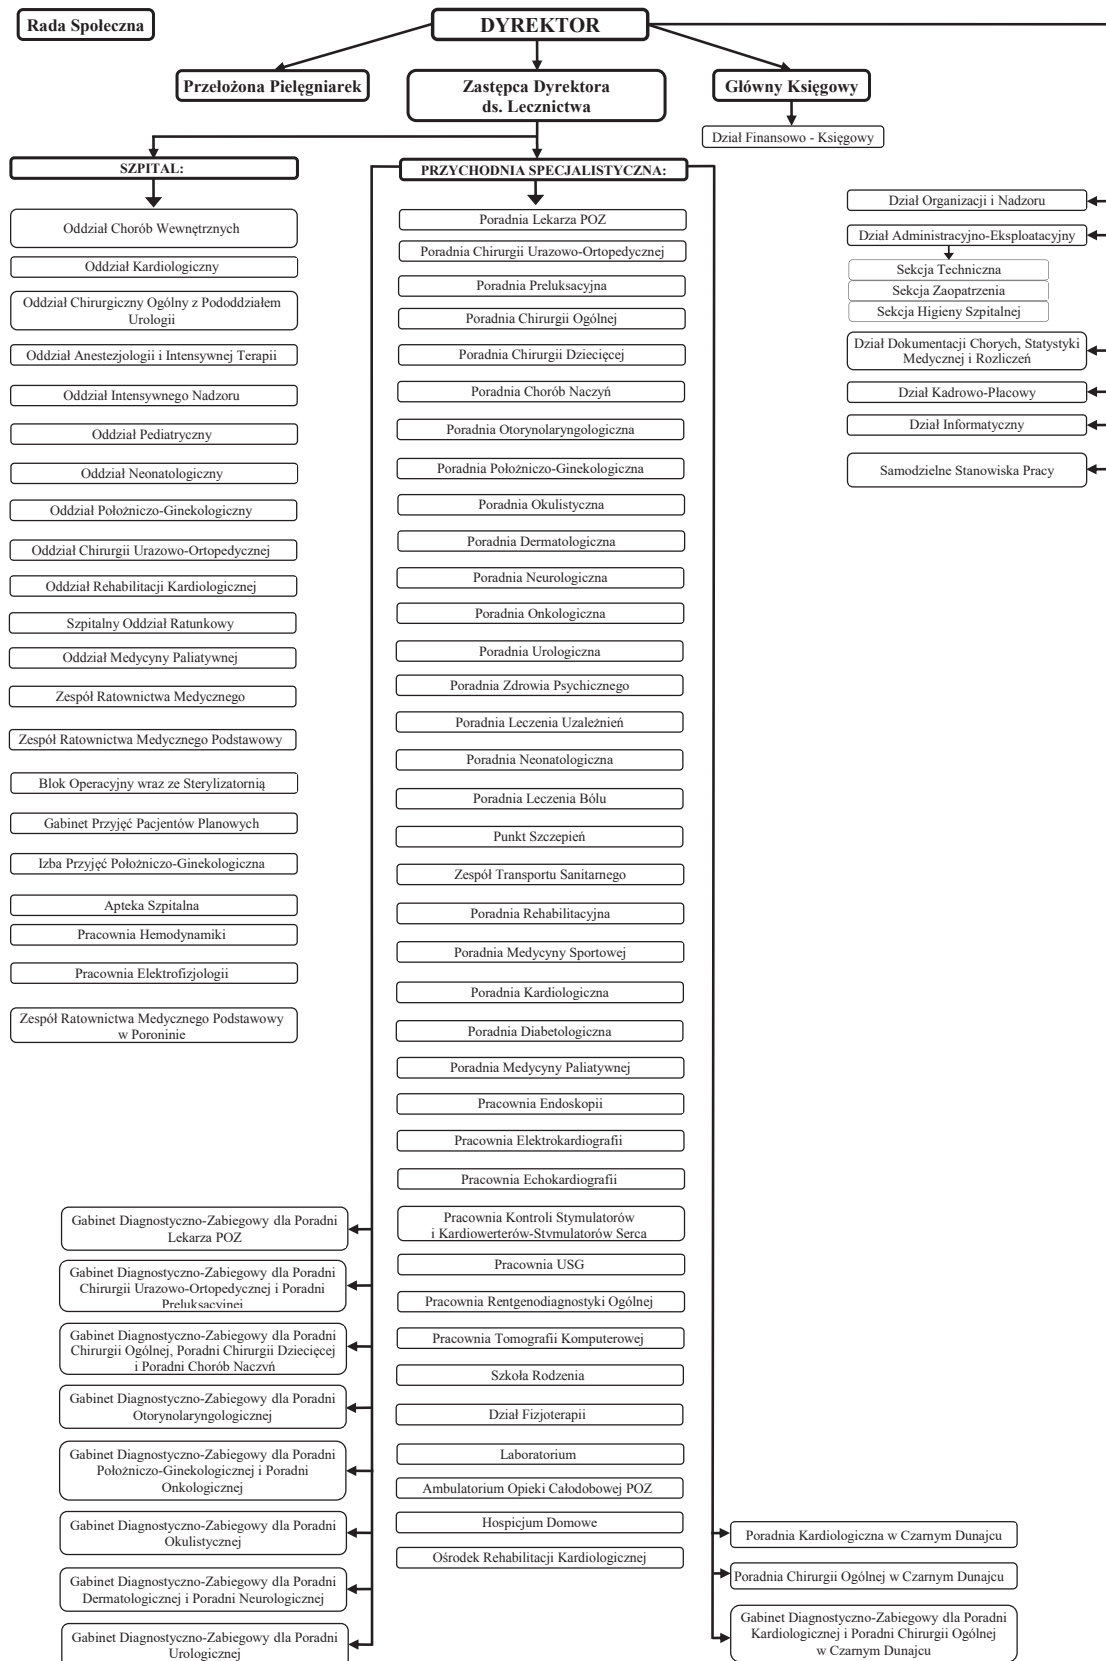 Rada Społeczna
DYREKTOR
Przełożona Pielęgniarek
Zastępca Dyrektora
ds. Lecznictwa
Główny Księgowy
Dział Finansowo - Księgowy
SZPITAL:
Oddział Chorób Wewnętrznych
Oddział Kardiologiczny
Oddział Chirurgiczny Ogólny z Pododdziałem
Urologii
Oddział Anestezjologii i Intensywnej Terapii
Oddział Intensywnego Nadzoru
Oddział Pediatryczny
Oddział Neonatologiczny
Oddział Położniczo-Ginekologiczny
Oddział Chirurgii Urazowo-Ortopedycznej
Oddział Rehabilitacji Kardiologicznej
Szpitalny Oddział Ratunkowy
Oddział Medycyny Paliatywnej
Zespół Ratownictwa Medycznego
Zespół Ratownictwa Medycznego Podstawowy
Blok Operacyjny wraz ze Sterylizatornią
Gabinet Przyjęć Pacjentów Planowych
Izba Przyjęć Położniczo-Ginekologiczna
Apteka Szpitalna
Pracownia Hemodynamiki
Pracownia Elektrofizjologii
Zespół Ratownictwa Medycznego Podstawowy
w Poroninie
PRZYCHODNIA SPECJALISTYCZNA:
Poradnia Lekarza POZ
Poradnia Chirurgii Urazowo-Ortopedycznej
Poradnia Preluksacyjna
Poradnia Chirurgii Ogólnej
Poradnia Chirurgii Dziecięcej
Poradnia Chorób Naczyń
Poradnia Otorynolaryngologiczna
Poradnia Położniczo-Ginekologiczna
Poradnia Okulistyczna
Poradnia Dermatologiczna
Poradnia Neurologiczna
Poradnia Onkologiczna
Poradnia Urologiczna
Poradnia Zdrowia Psychicznego
Poradnia Leczenia Uzależnień
Poradnia Neonatologiczna
Poradnia Leczenia Bólu
Punkt Szczepień
Zespół Transportu Sanitarnego
Poradnia Rehabilitacyjna
Poradnia Medycyny Sportowej
Poradnia Kardiologiczna
Poradnia Diabetologiczna
Poradnia Medycyny Paliatywnej
Pracownia Endoskopii
Pracownia Elektrokardiografii
Pracownia Echokardiografii
Pracownia Kontroli Stymulatorów
i Kardiowerterów-Stymulatorów Serca
Pracownia USG
Pracownia Rentgenodiagnostyki Ogólnej
Pracownia Tomografii Komputerowej
Szkoła Rodzenia
Dział Fizjoterapii
Laboratorium
Ambulatorium Opieki Całodobowej POZ
Hospicjum Domowe
Ośrodek Rehabilitacji Kardiologicznej
Gabinet Diagnostyczno-Zabiegowy dla Poradni
Lekarza POZ
Gabinet Diagnostyczno-Zabiegowy dla Poradni
Chirurgii Urazowo-Ortopedycznej i Poradni
Preluksacyjnej
Gabinet Diagnostyczno-Zabiegowy dla Poradni
Chirurgii Ogólnej, Poradni Chirurgii Dziecięcej
i Poradni Chorób Naczyń
Gabinet Diagnostyczno-Zabiegowy dla Poradni
Otorynolaryngologicznej
Gabinet Diagnostyczno-Zabiegowy dla Poradni
Położniczo-Ginekologicznej i Poradni
Onkologicznej
Gabinet Diagnostyczno-Zabiegowy dla Poradni
Okulistycznej
Gabinet Diagnostyczno-Zabiegowy dla Poradni
Dermatologicznej i Poradni Neurologicznej
Gabinet Diagnostyczno-Zabiegowy dla Poradni
Urologicznej
Poradnia Kardiologiczna w Czarnym Dunajcu
Poradnia Chirurgii Ogólnej w Czarnym Dunajcu
Gabinet Diagnostyczno-Zabiegowy dla Poradni
Kardiologicznej i Poradni Chirurgii Ogólnej
w Czarnym Dunajcu
Dział Organizacji i Nadzoru
Dział Administracyjno-Eksploatacyjny
Sekcja Techniczna
Sekcja Zaopatrzenia
Sekcja Higieny Szpitalnej
Dział Dokumentacji Chorych, Statystyki
Medycznej i Rozliczeń
Dział Kadrowo-Płacowy
Dział Informatyczny
Samodzielne Stanowiska Pracy